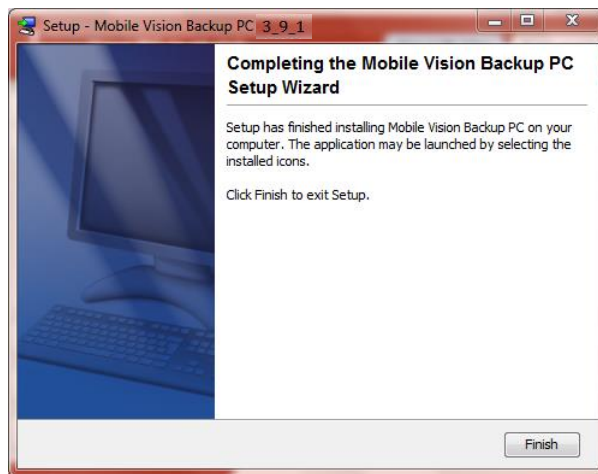 Setup - Mobile Vision Backup PC 3_9_1
Completing the Mobile Vision Backup PC
Setup Wizard
Setup has finished installing Mobile Vision Backup PC on your
computer. The application may be launched by selecting the
installed icons.
Click Finish to exit Setup.
Finish